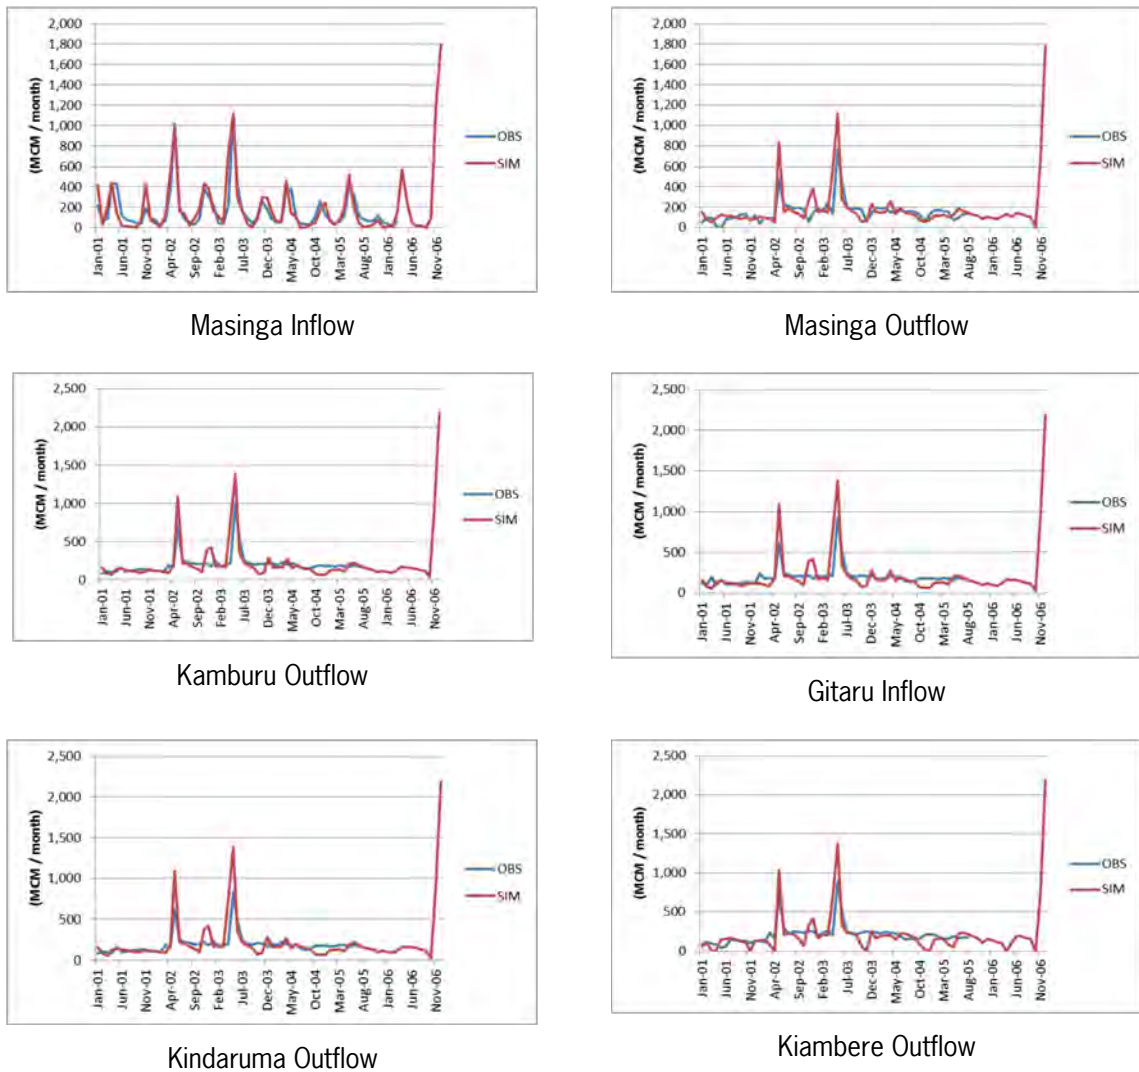 2,000
1,800
1,600
1,400
1,200
1,000
800
600
400
200
0
(MCM / month)
Jan-01
Jun-01
Nov-01
Apr-02
Sep-02
Feb-03
Jul-03
Dec-03
May-04
Oct-04
Mar-05
Aug-05
Jan-06
Jun-06
Nov-06
OBS
SIM
Masinga Inflow
2,000
1,800
1,600
1,400
1,200
1,000
800
600
400
200
0
(MCM / month)
Jan-01
Jun-01
Nov-01
Apr-02
Sep-02
Feb-03
Jul-03
Dec-03
May-04
Oct-04
Mar-05
Aug-05
Jan-06
Jun-06
Nov-06
OBS
SIM
Masinga Outflow
2,500
2,000
1,500
1,000
500
0
(MCM / month)
Jan-01
Jun-01
Nov-01
Apr-02
Sep-02
Feb-03
Jul-03
Dec-03
May-04
Oct-04
Mar-05
Aug-05
Jan-06
Jun-06
Nov-06
OBS
SIM
Kamburu Outflow
2,500
2,000
1,500
1,000
500
0
(MCM / month)
Jan-01
Jun-01
Nov-01
Apr-02
Sep-02
Feb-03
Jul-03
Dec-03
May-04
Oct-04
Mar-05
Aug-05
Jan-06
Jun-06
Nov-06
OBS
SIM
Gitaru Inflow
2,500
2,000
1,500
1,000
500
0
(MCM / month)
Jan-01
Jun-01
Nov-01
Apr-02
Sep-02
Feb-03
Jul-03
Dec-03
May-04
Oct-04
Mar-05
Aug-05
Jan-06
Jun-06
Nov-06
OBS
SIM
Kindaruma Outflow
2,500
2,000
1,500
1,000
500
0
(MCM / month)
Jan-01
Jun-01
Nov-01
Apr-02
Sep-02
Feb-03
Jul-03
Dec-03
May-04
Oct-04
Mar-05
Aug-05
Jan-06
Jun-06
Nov-06
OBS
SIM
Kiambere Outflow